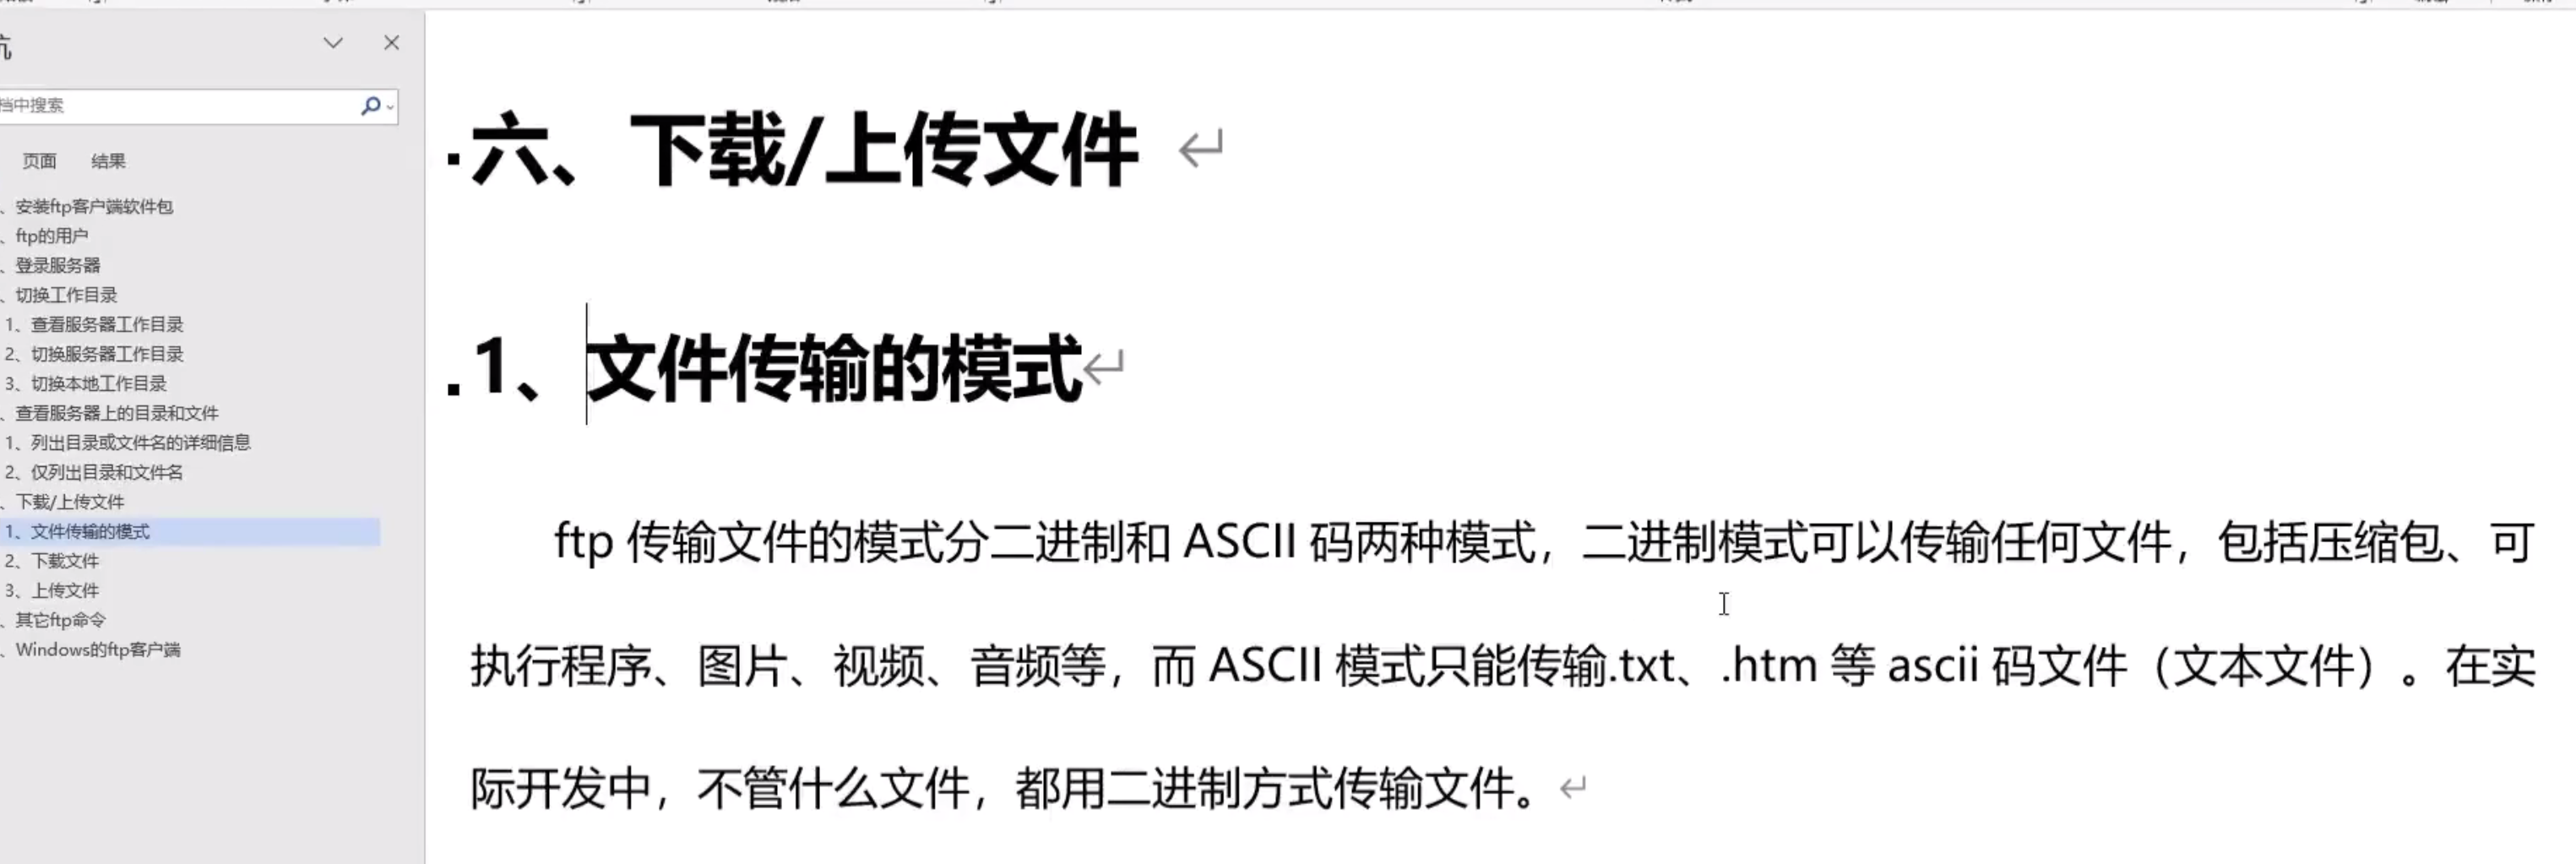 航
档中搜索
页面 结果
、安装ftp客户端软件包
、ftp的用户
、登录服务器
、切换工作目录
1、查看服务器工作目录
2、切换服务器工作目录
3、切换本地工作目录
、查看服务器上的目录和文件
1、列出目录或文件名的详细信息
2、仅列出目录和文件名
、下载/上传文件
1、文件传输的模式
2、下载文件
3、上传文件
、其它ftp命令
、Windows的ftp客户端
六、下载/上传文件
1、文件传输的模式
ftp 传输文件的模式分二进制和 ASCII 码两种模式，二进制模式可以传输任何文件，包括压缩包、可
执行程序、图片、视频、音频等，而 ASCII 模式只能传输.txt、.htm 等 ascii 码文件（文本文件）。在实
际开发中，不管什么文件，都用二进制方式传输文件。